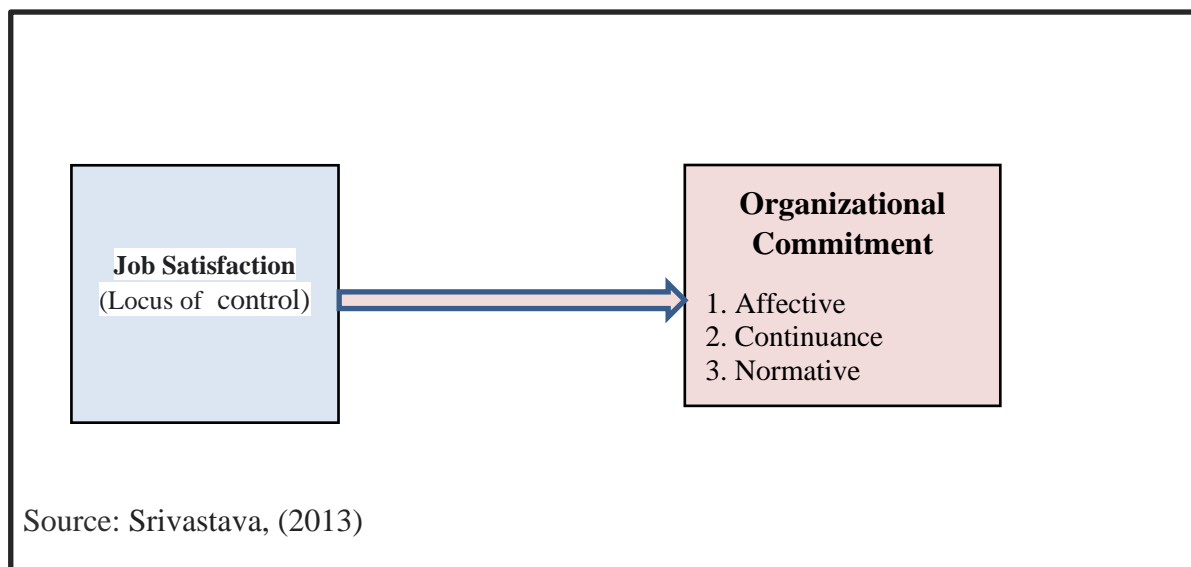 Job Satisfaction
(Locus of control)
Organizational
Commitment
1. Affective
2. Continuance
3. Normative
Source: Srivastava, (2013)